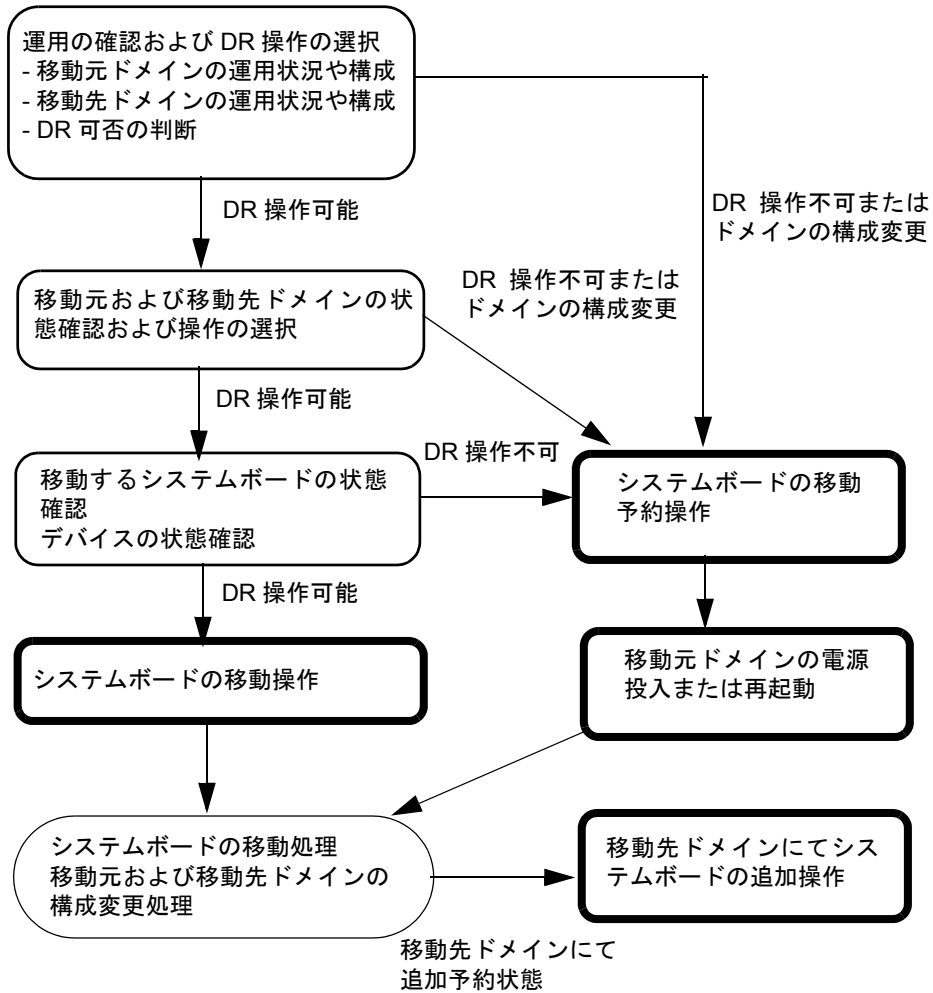 運用の確認および DR 操作の選択
- 移動元ドメインの運用状況や構成
- 移動先ドメインの運用状況や構成
- DR 可否の判断
DR 操作可能
DR 操作不可または
ドメインの構成変更
移動元および移動先ドメインの状
態確認および操作の選択
DR 操作不可または
ドメインの構成変更
DR 操作可能
移動するシステムボードの状態
確認
デバイスの状態確認
DR 操作不可
システムボードの移動
予約操作
DR 操作可能
システムボードの移動操作
移動元ドメインの電源
投入または再起動
システムボードの移動処理
移動元および移動先ドメインの
構成変更処理
移動先ドメインにてシス
テムボードの追加操作
移動先ドメインにて
追加予約状態